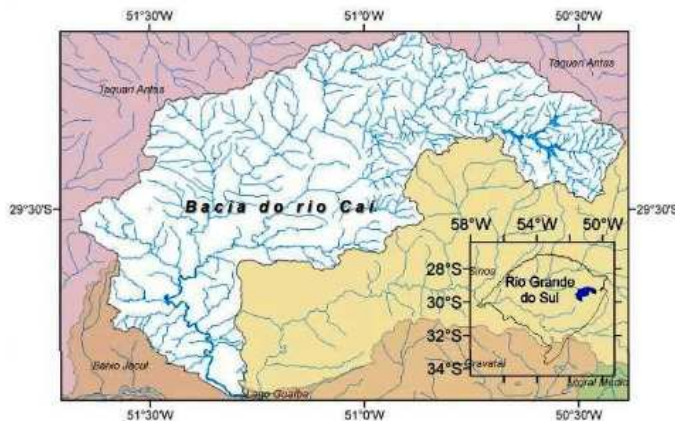 51°30'W 51°0'W 50°30'W
Taquari Antas
Taquari Antas
29°30'S
Bacia do rio Caí
29°30'S
58°W 54°W 50°W
Sinos
28°S
30°S
32°S
34°S
Rio Grande
do Sul
Baixo Jacuí
Gravataí
Lago Guaíba
Litoral Medio
51°30'W 51°0'W 50°30'W